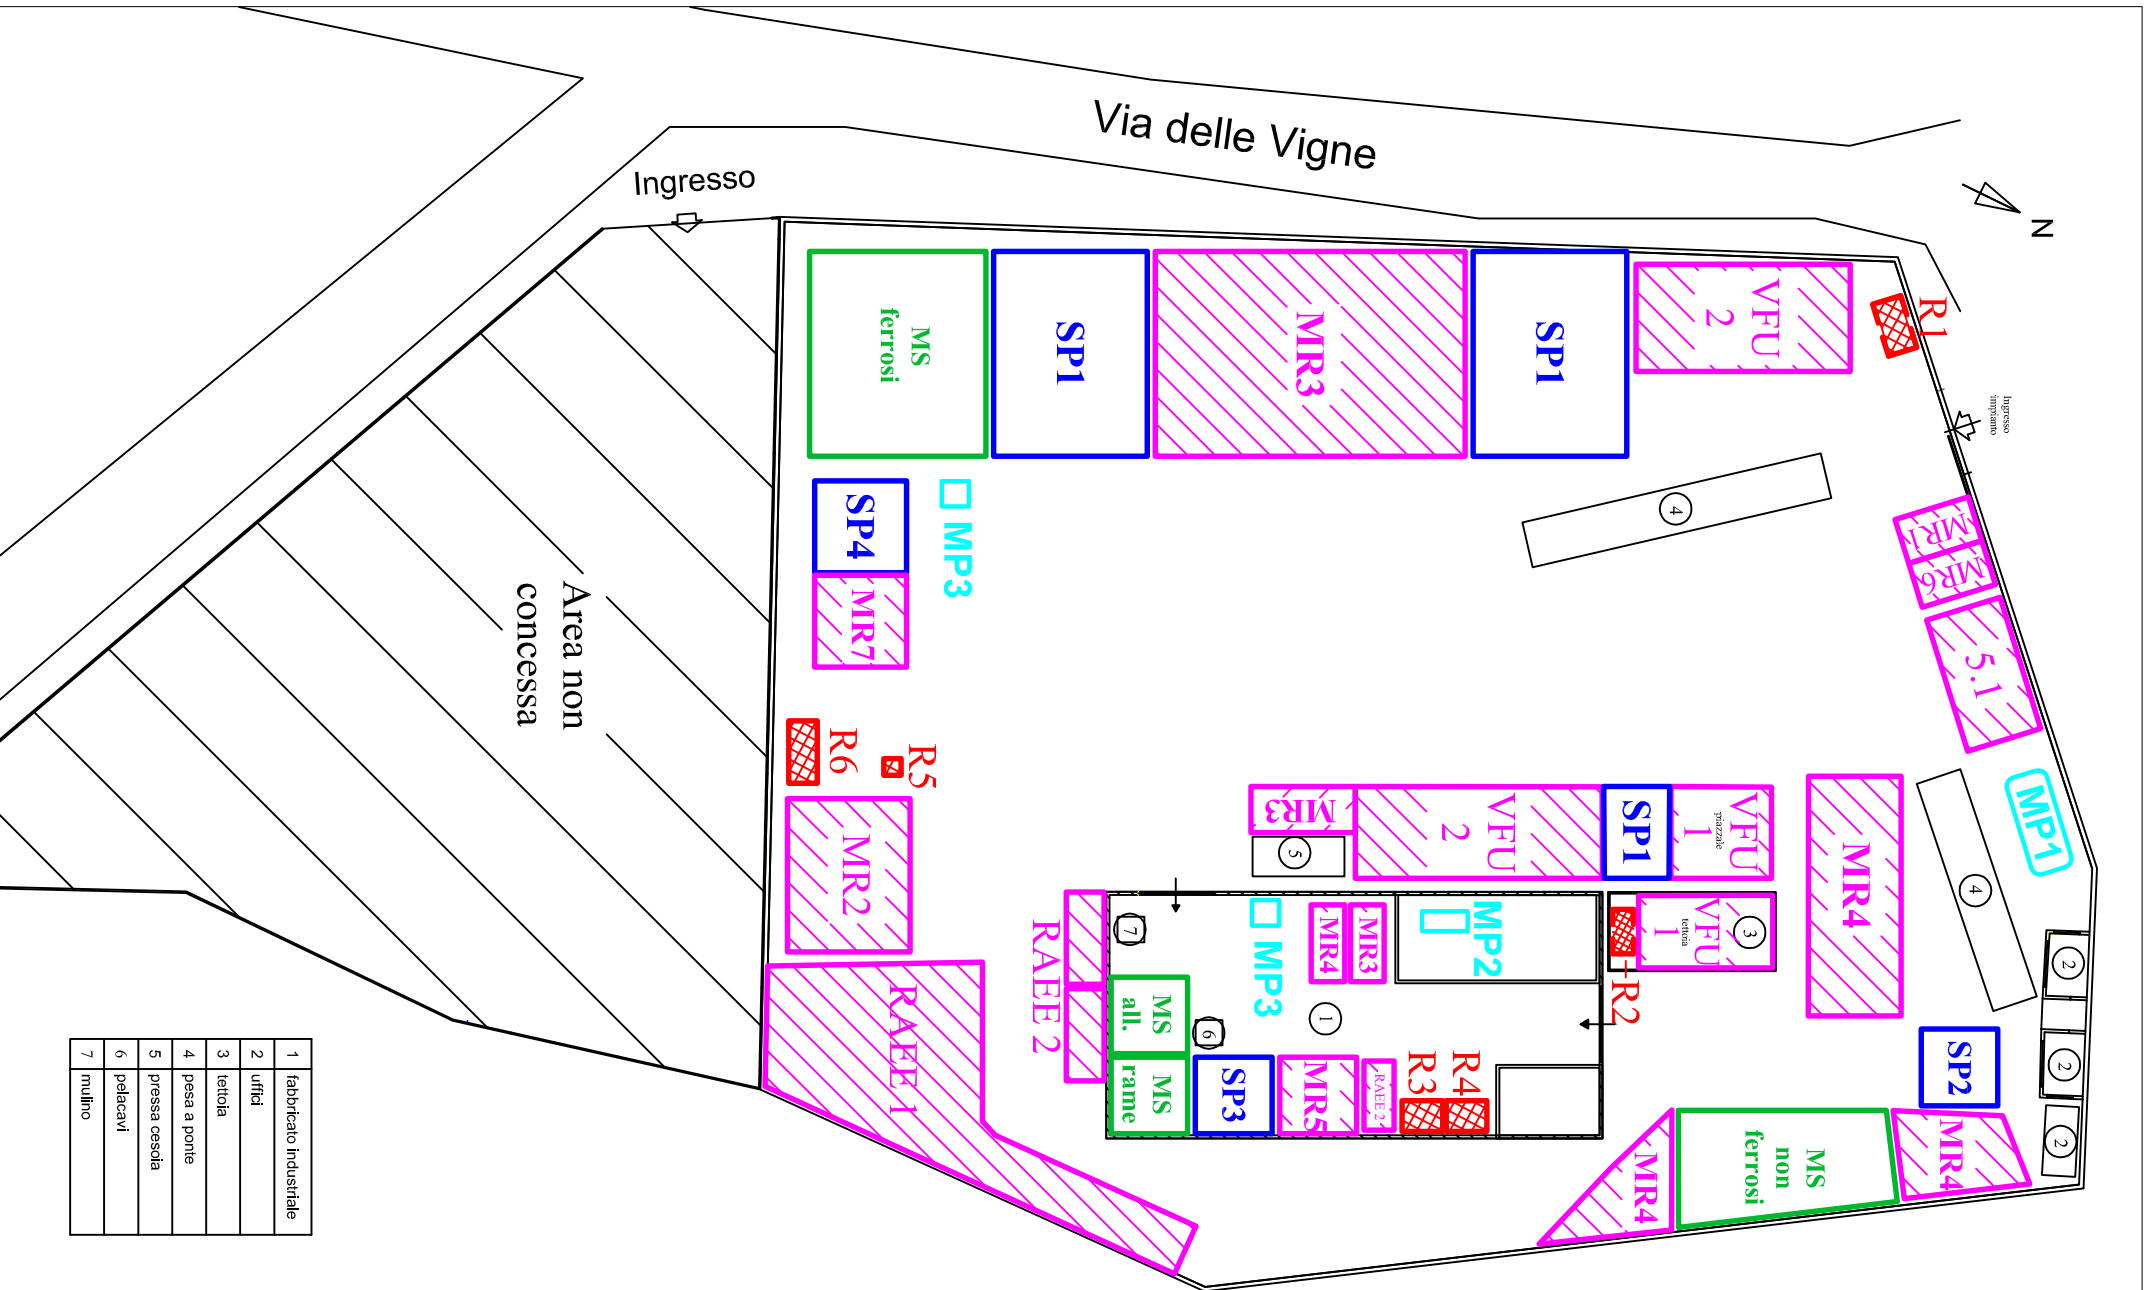 Via delle Vigne
Ingresso
N
R1
Ingresso
impianto
MS
ferrosi
SP1
MR3
SP1
VFU
2
4
MR1
MR6
5.1
SP4
MP3
MR7
Area non
concessa
R6
R5
MR2
RAEE 1
RAEE 2
MR3
5
VFU
2
SP1
VFU
1
piazzale
MR4
MP1
4
2
2
2
7
MP3
MR4
MR3
MP2
VFU
1
tettoia
3
R2
MS
all.
6
1
MS
rame
SP3
MR5
RAEE 2
R3
R4
SP2
MR4
MS
non
ferrosi
MR4
1 fabbricato industriale
2 uffici
3 tettoia
4 pesa a ponte
5 pressa cesoia
6 pelacavi
7 mulino